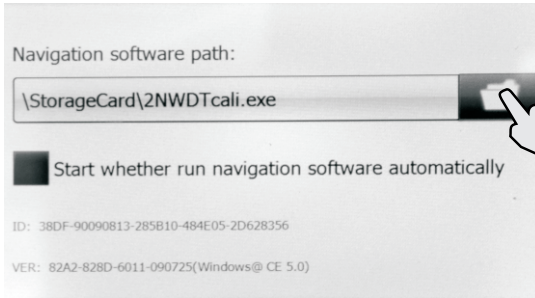 Navigation software path:
\StorageCard\2NWDTcali.exe
Start whether run navigation software automatically
ID: 38DF-90090813-285B10-484E05-2D628356
VER: 82A2-828D-6011-090725(Windows@ CE 5.0)